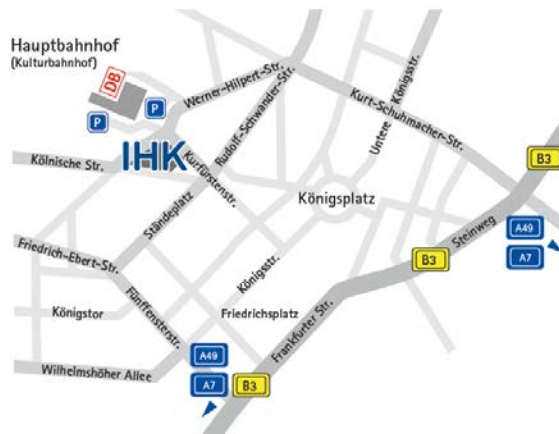 Hauptbahnhof
(Kulturbahnhof)
DB
P
P
Werner-Hilpert-Str.
Rudolf-Schwander-Str.
Kurt-Schuhmacher-Str.
Untere Königsstr.
IHK
Kölnische Str.
Kurfürstenstr.
Ständeplatz
Königsplatz
B3
Steinweg
A49
A7
B3
Friedrich-Ebert-Str.
Königsstr.
Königstor
Fünffensterstr.
Friedrichsplatz
Frankfurter Str.
Wilhelmshöher Allee
A49
A7
B3